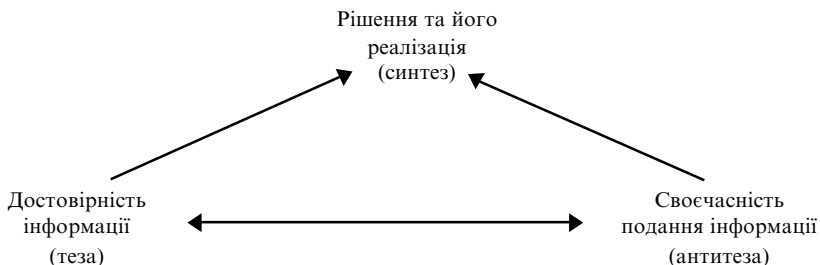 Рішення та його
реалізація
(синтез)
Достовірність
інформації
(теза)
Своєчасність
подання інформації
(антитеза)